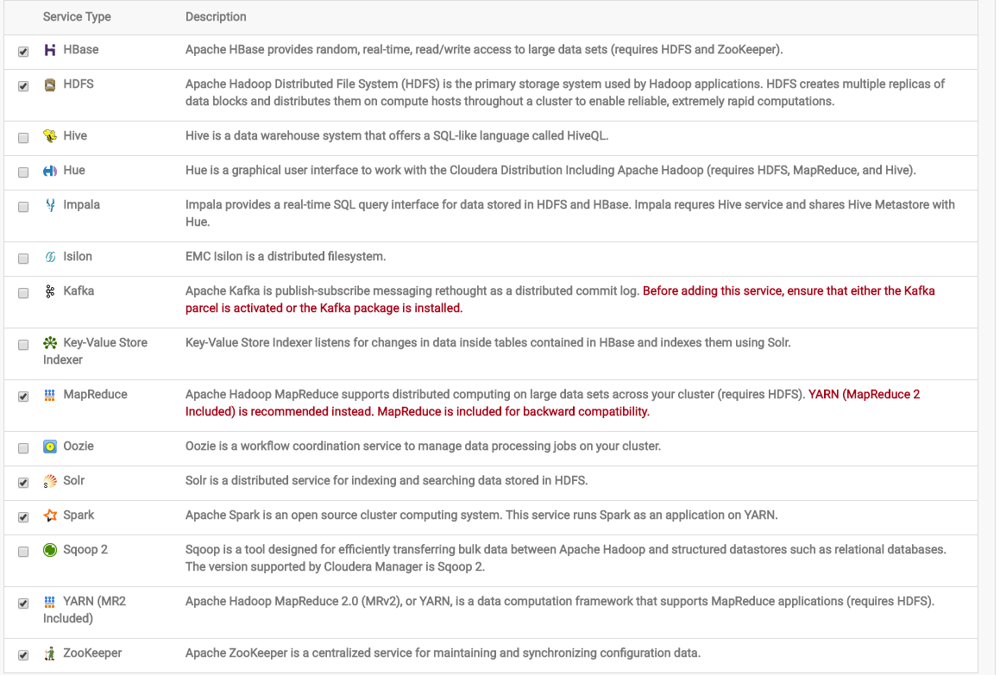 Service Type Description
HBase Apache HBase provides random, real-time, read/write access to large data sets (requires HDFS and ZooKeeper).
HDFS Apache Hadoop Distributed File System (HDFS) is the primary storage system used by Hadoop applications. HDFS creates multiple replicas of
data blocks and distributes them on compute hosts throughout a cluster to enable reliable, extremely rapid computations.
Hive Hive is a data warehouse system that offers a SQL-like language called HiveQL.
Hue Hue is a graphical user interface to work with the Cloudera Distribution Including Apache Hadoop (requires HDFS, MapReduce, and Hive).
Impala Impala provides a real-time SQL query interface for data stored in HDFS and HBase. Impala requres Hive service and shares Hive Metastore with
Hue.
Isilon EMC Isilon is a distributed filesystem.
Kafka Apache Kafka is publish-subscribe messaging rethought as a distributed commit log. Before adding this service, ensure that either the Kafka
parcel is activated or the Kafka package is installed.
Key-Value Store Key-Value Store Indexer listens for changes in data inside tables contained in HBase and indexes them using Solr.
Indexer
MapReduce Apache Hadoop MapReduce supports distributed computing on large data sets across your cluster (requires HDFS). YARN (MapReduce 2
Included) is recommended instead. MapReduce is included for backward compatibility.
Oozie Oozie is a workflow coordination service to manage data processing jobs on your cluster.
Solr Solr is a distributed service for indexing and searching data stored in HDFS.
Spark Apache Spark is an open source cluster computing system. This service runs Spark as an application on YARN.
Sqoop 2 Sqoop is a tool designed for efficiently transferring bulk data between Apache Hadoop and structured datastores such as relational databases.
The version supported by Cloudera Manager is Sqoop 2.
YARN (MR2 Apache Hadoop MapReduce 2.0 (MRv2), or YARN, is a data computation framework that supports MapReduce applications (requires HDFS).
Included)
ZooKeeper Apache ZooKeeper is a centralized service for maintaining and synchronizing configuration data.